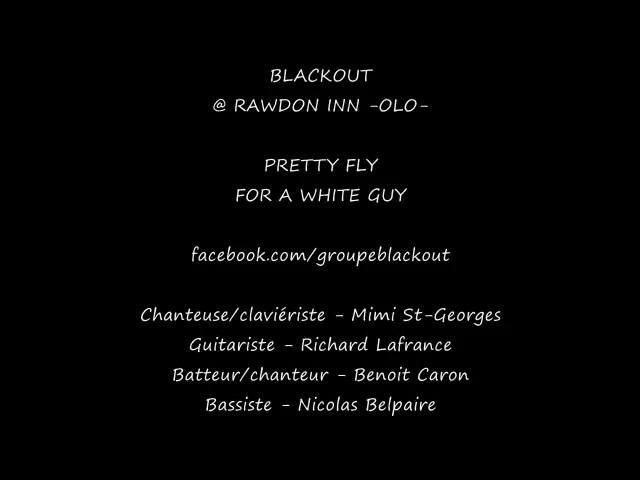 BLACKOUT
@ RAWDON INN -OLO-
PRETTY FLY
FOR A WHITE GUY
facebook.com/groupeblackout
Chanteuse/claviériste - Mimi St-Georges
Guitariste - Richard Lafrance
Batteur/chanteur - Benoit Caron
Bassiste - Nicolas Belpaire